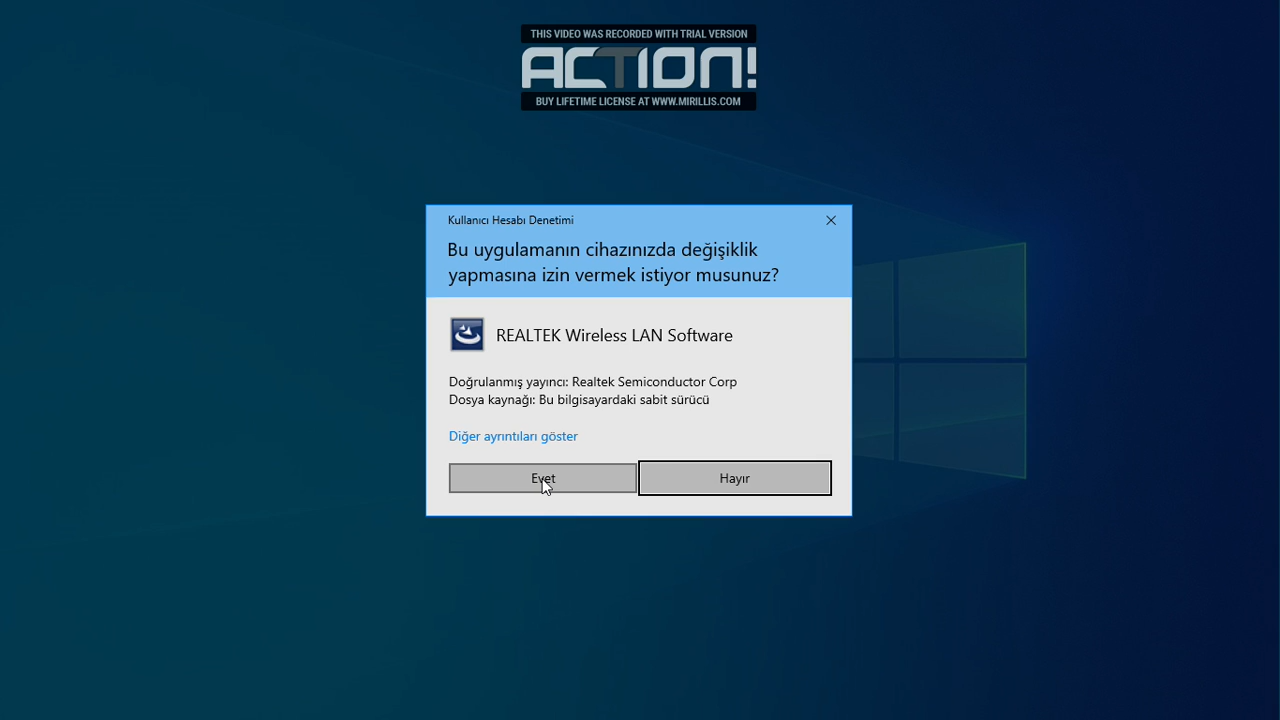 THIS VIDEO WAS RECORDED WITH TRIAL VERSION
ACTION!
BUY LIFETIME LICENSE AT WWW.MIRILLIS.COM
Kullanıcı Hesabı Denetimi
Bu uygulamanın cihazınızda değişiklik
yapmasına izin vermek istiyor musunuz?
REALTEK Wireless LAN Software
Doğrulanmış yayıncı: Realtek Semiconductor Corp
Dosya kaynağı: Bu bilgisayardaki sabit sürücü
Diğer ayrıntıları göster
Evet
Hayır